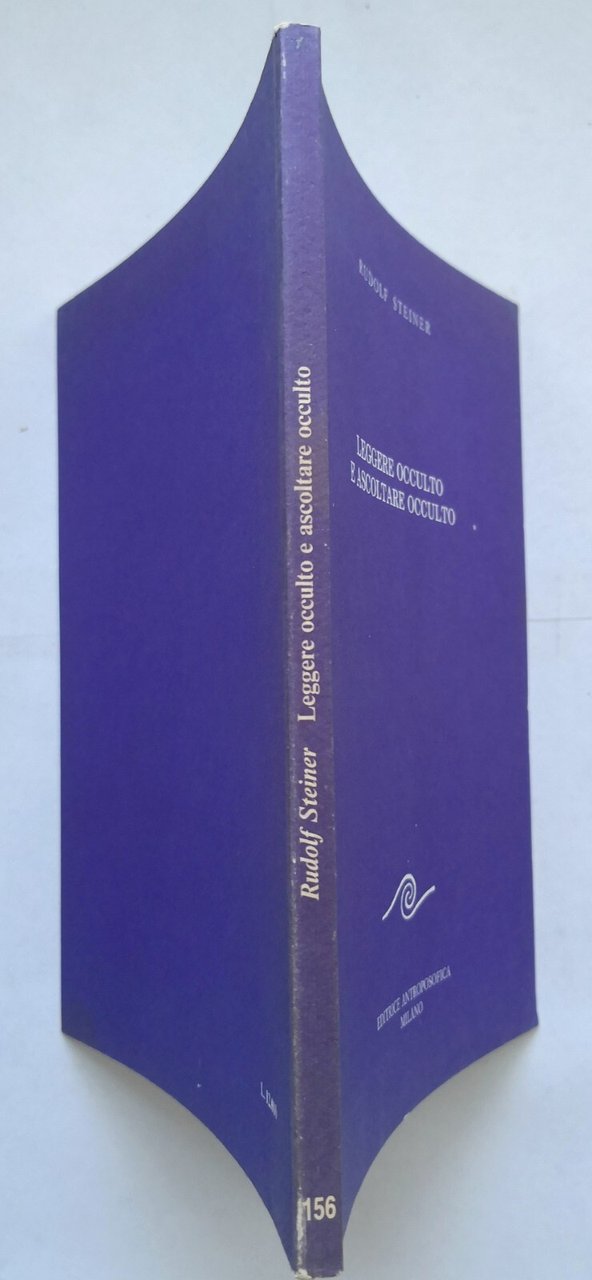 RUDOLF STEINER
LEGGERE OCCULTO
E ASCOLTARE OCCULTO
EDITRICE ANTROPOSOFICA
MILANO
Rudolf Steiner Leggere occulto e ascoltare occulto
156
L.